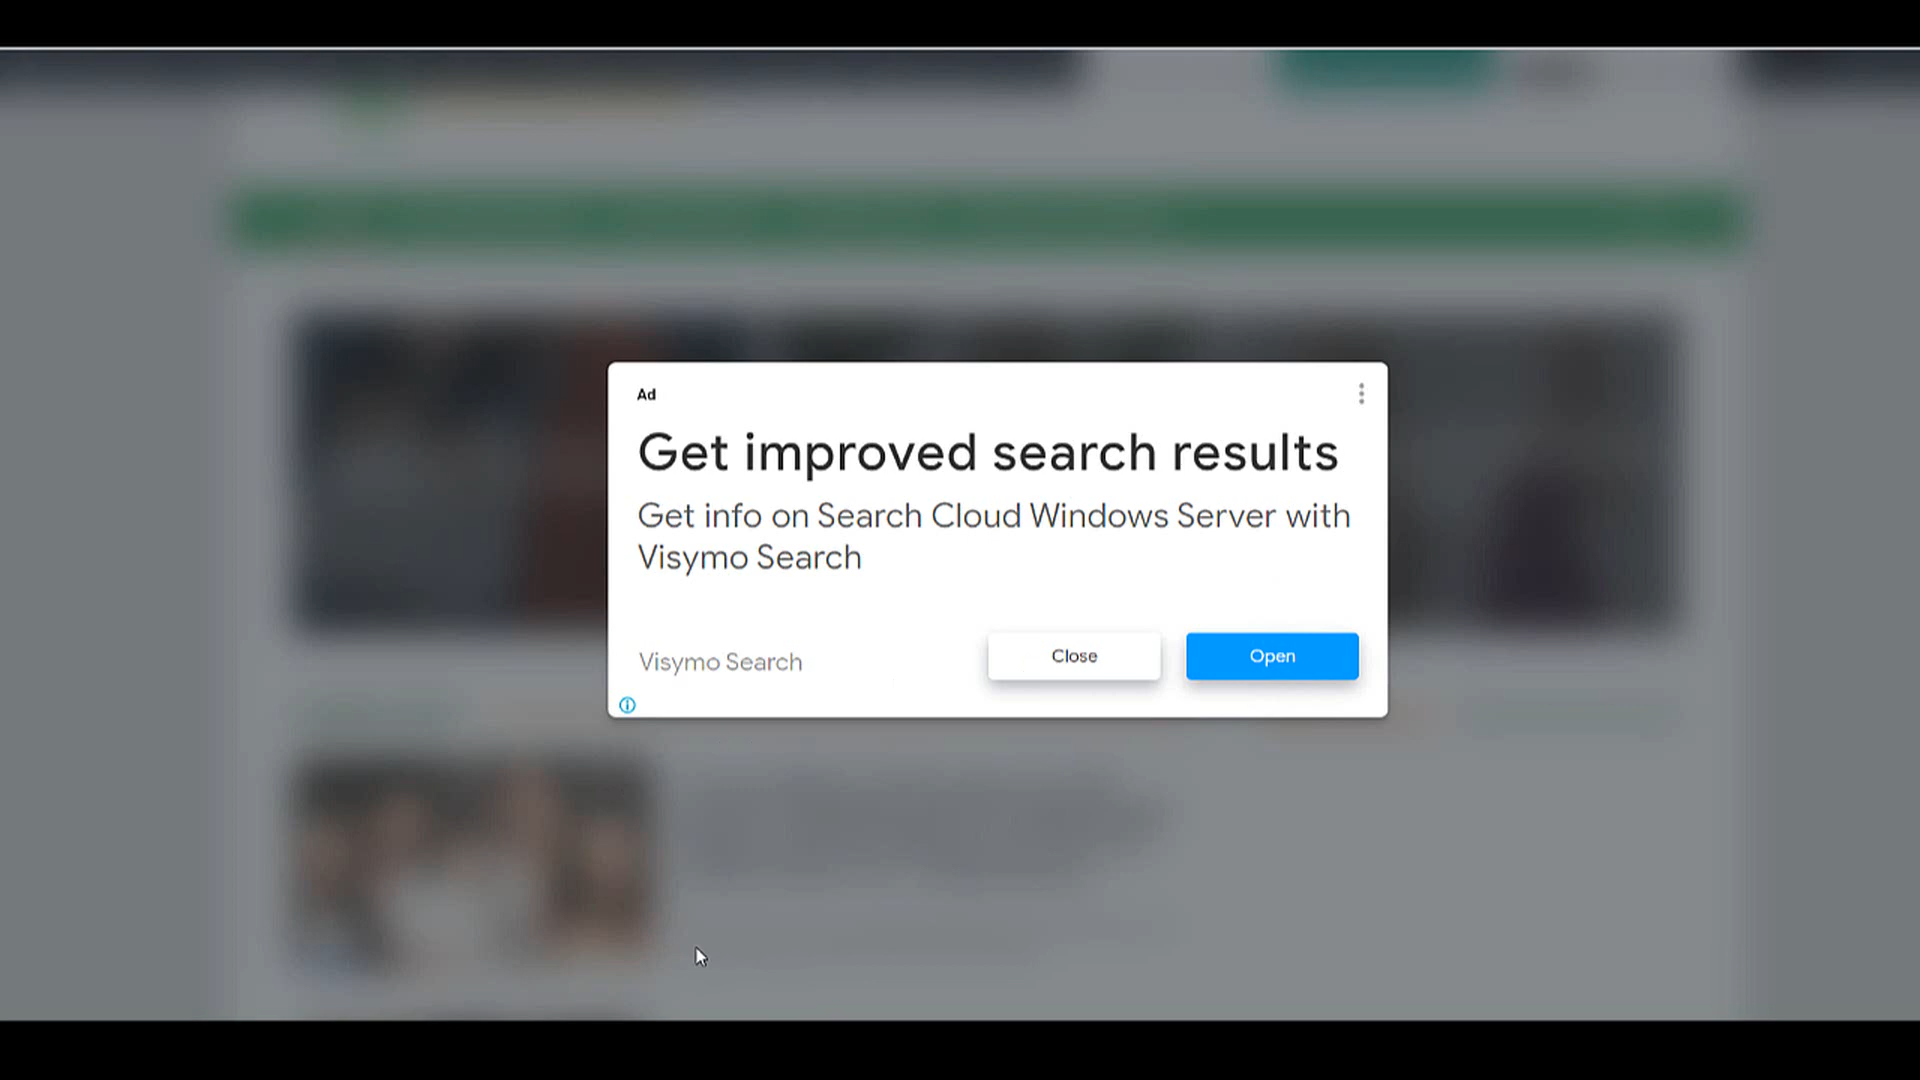 Ad
Get improved search results
Get info on Search Cloud Windows Server with
Visymo Search
Visymo Search
Close
Open